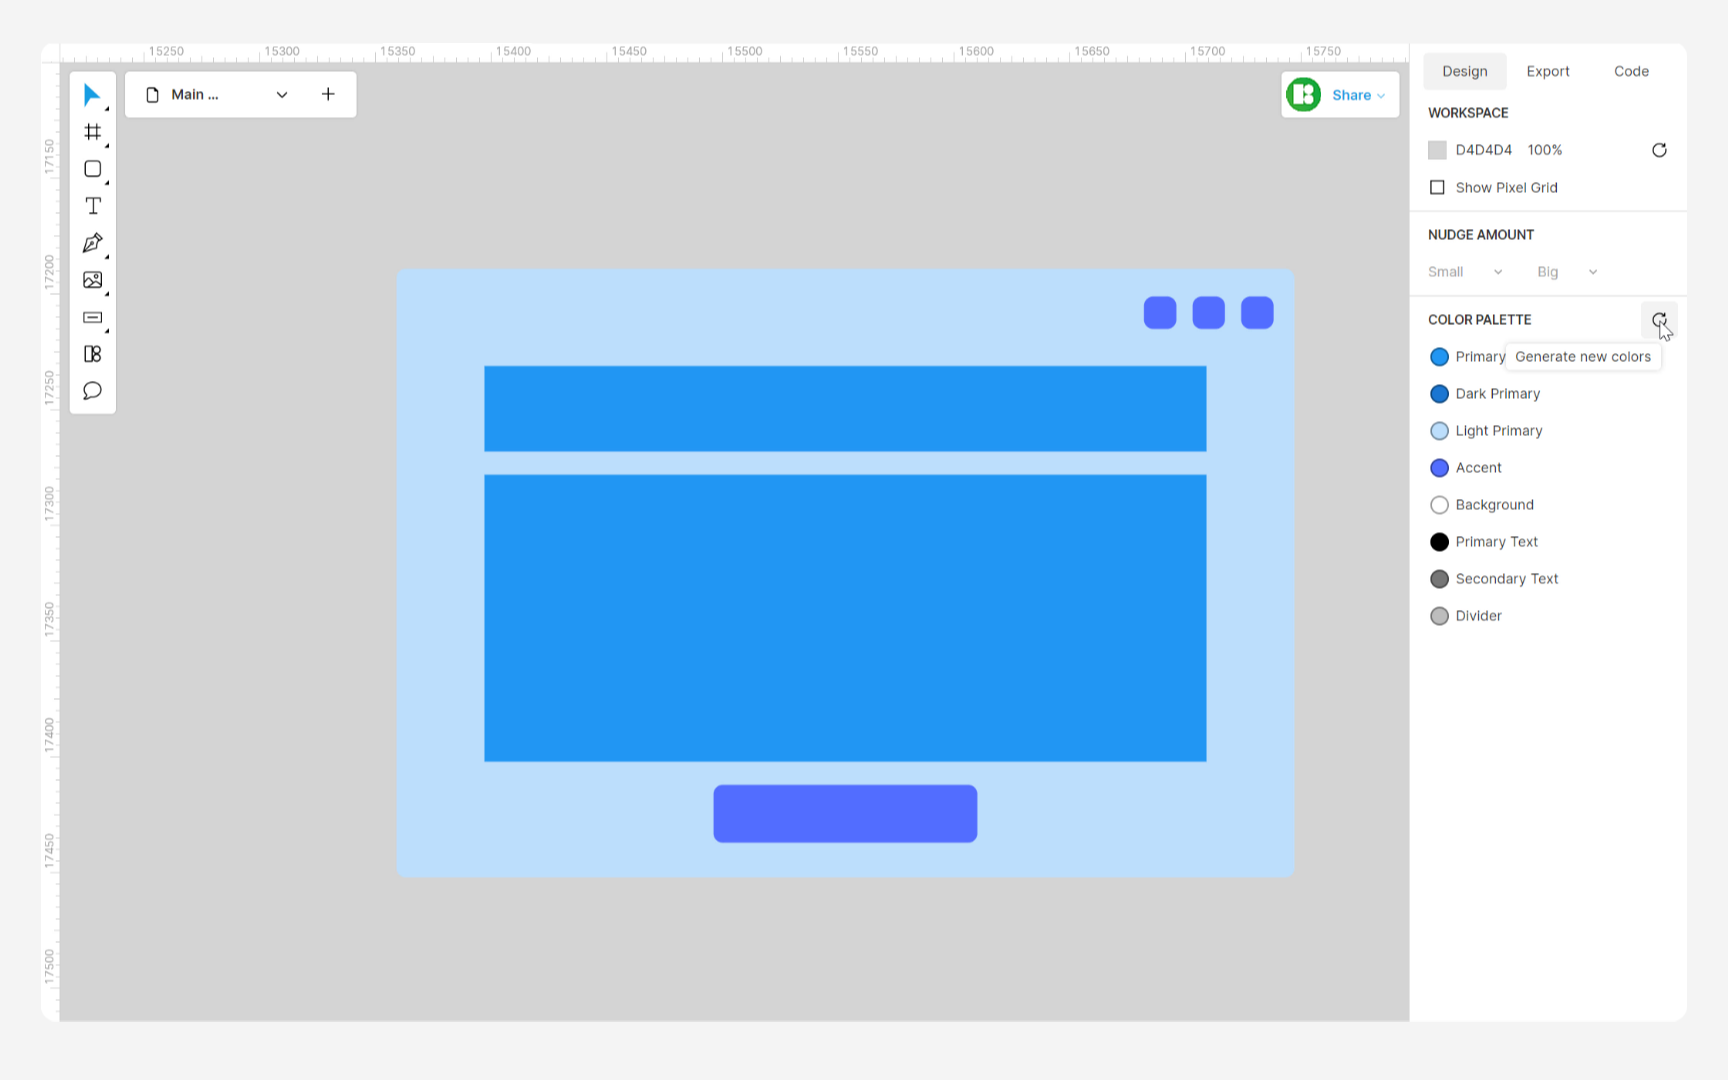 15250 15300 15350 15400 15450 15500 15550 15600 15650 15700 15750
Main ...
Share
Design Export Code
WORKSPACE
D4D4D4 100%
Show Pixel Grid
NUDGE AMOUNT
Small Big
COLOR PALETTE
Primary
Generate new colors
Dark Primary
Light Primary
Accent
Background
Primary Text
Secondary Text
Divider
17150
17200
17250
17300
17350
17400
17450
17500